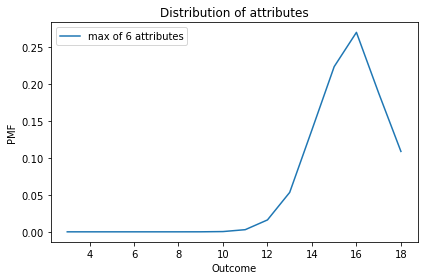 Distribution of attributes
max of 6 attributes
PMF
0.25
0.20
0.15
0.10
0.05
0.00
4 6 8 10 12 14 16 18
Outcome